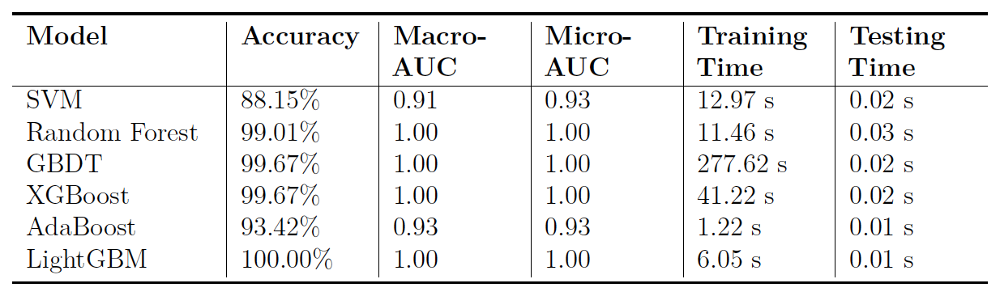 Model Accuracy Macro-AUC Micro-AUC Training Time Testing Time
SVM 88.15% 0.91 0.93 12.97 s 0.02 s
Random Forest 99.01% 1.00 1.00 11.46 s 0.03 s
GBDT 99.67% 1.00 1.00 277.62 s 0.02 s
XGBoost 99.67% 1.00 1.00 41.22 s 0.02 s
AdaBoost 93.42% 0.93 0.93 1.22 s 0.01 s
LightGBM 100.00% 1.00 1.00 6.05 s 0.01 s